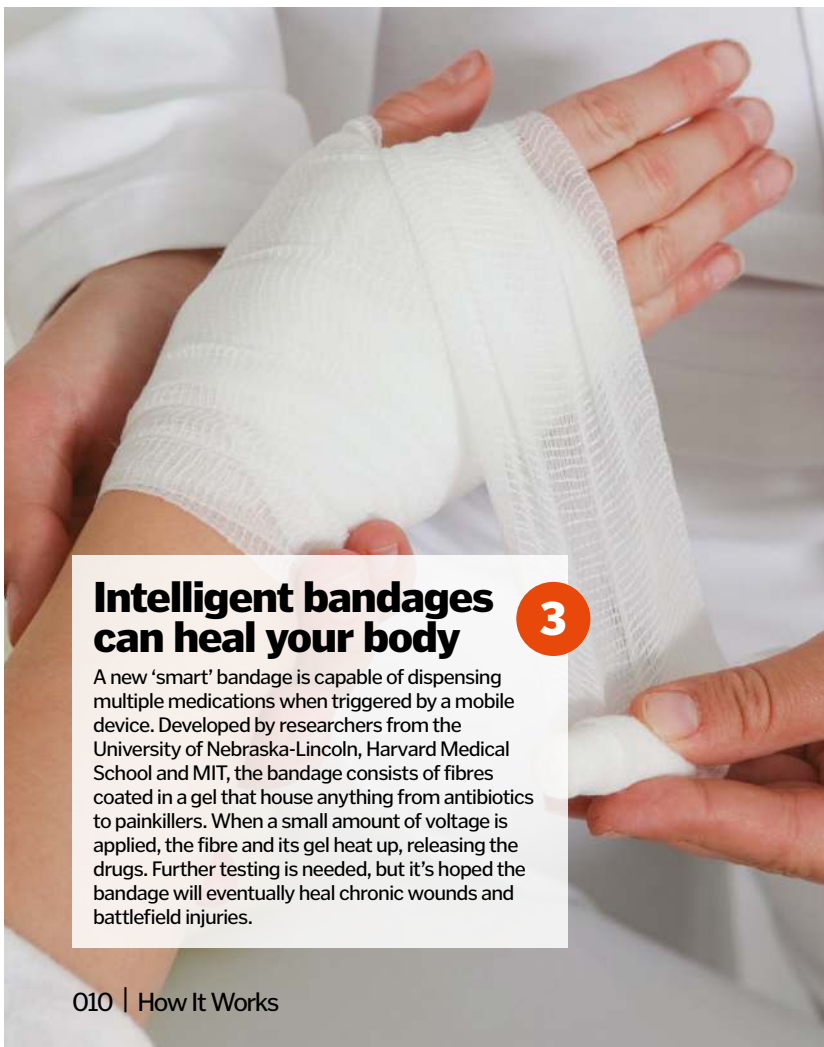 Intelligent bandages
can heal your body
3
A new ‘smart’ bandage is capable of dispensing
multiple medications when triggered by a mobile
device. Developed by researchers from the
University of Nebraska-Lincoln, Harvard Medical
School and MIT, the bandage consists of fibres
coated in a gel that house anything from antibiotics
to painkillers. When a small amount of voltage is
applied, the fibre and its gel heat up, releasing the
drugs. Further testing is needed, but it’s hoped the
bandage will eventually heal chronic wounds and
battlefield injuries.
010 | How It Works